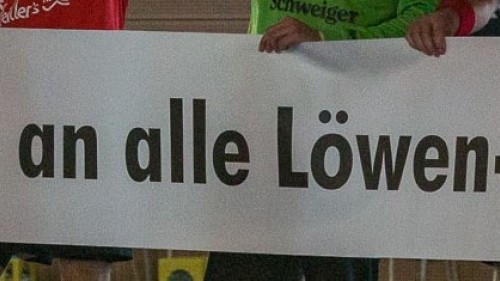 schweiger
an alle Löwen-